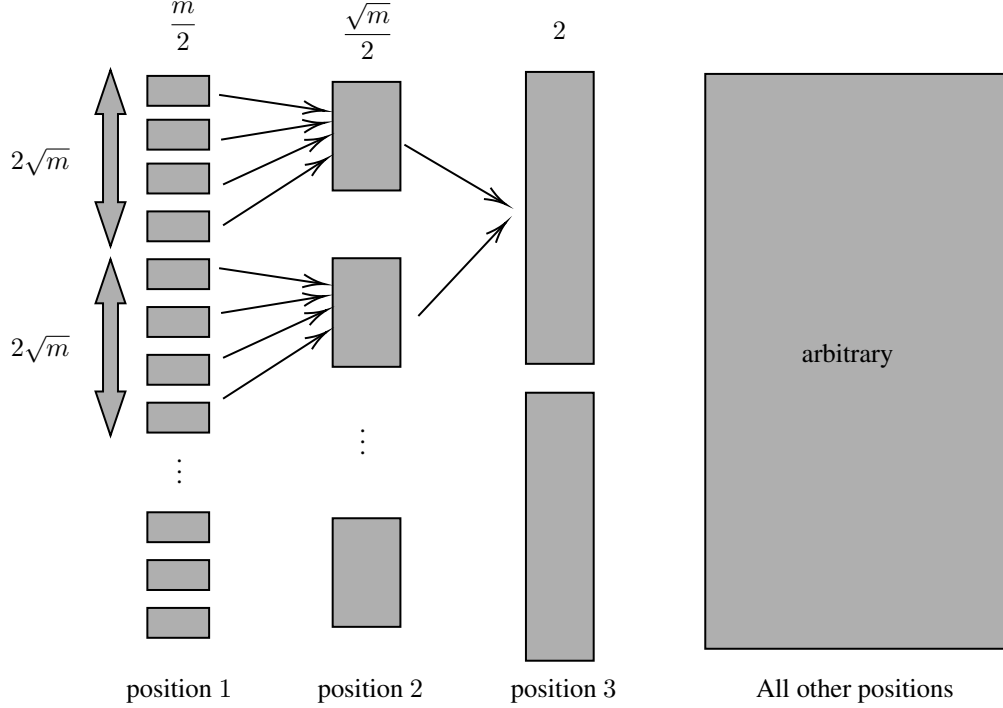 m/2
√m/2
2
2√m
2√m
arbitrary
⋮
⋮
position 1
position 2
position 3
All other positions